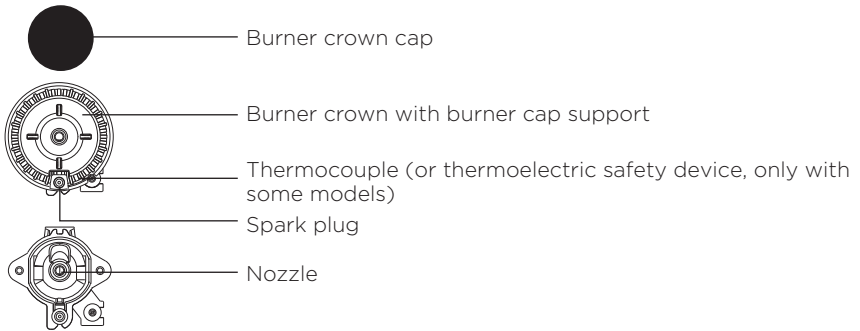 Burner crown cap
Burner crown with burner cap support
Thermocouple (or thermoelectric safety device, only with
some models)
Spark plug
Nozzle